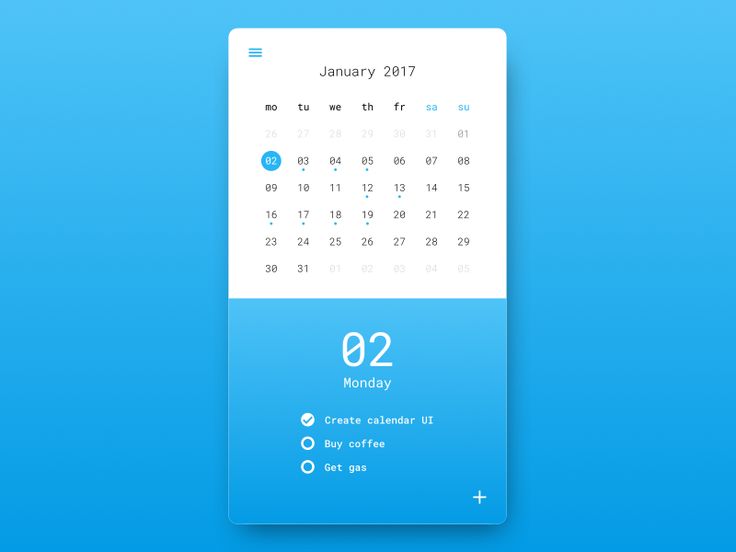 January 2017
mo tu we th fr sa su
26 27 28 29 30 31 01
02 03 04 05 06 07 08
09 10 11 12 13 14 15
16 17 18 19 20 21 22
23 24 25 26 27 28 29
30 31 01 02 03 04 05
02
Monday
Create calendar UI
Buy coffee
Get gas